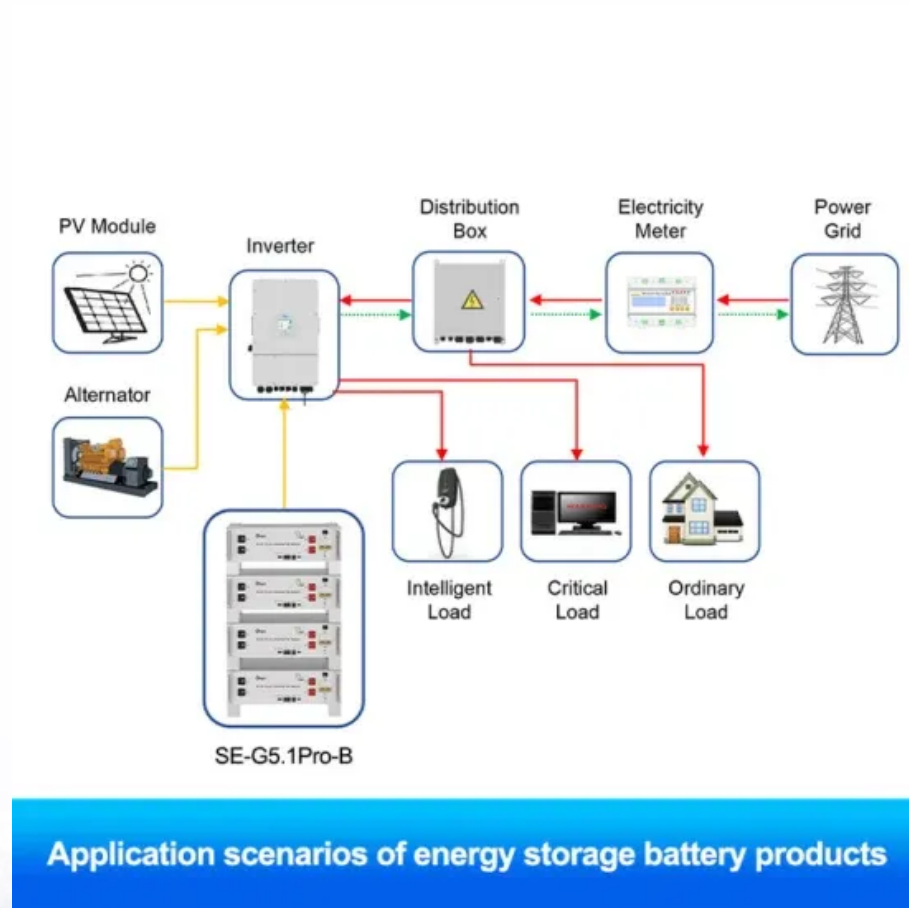 PV Module
Inverter
Distribution
Box
Electricity
Meter
Power
Grid
Alternator
Intelligent
Load
Critical
Load
Ordinary
Load
SE-G5.1Pro-B
Application scenarios of energy storage battery products